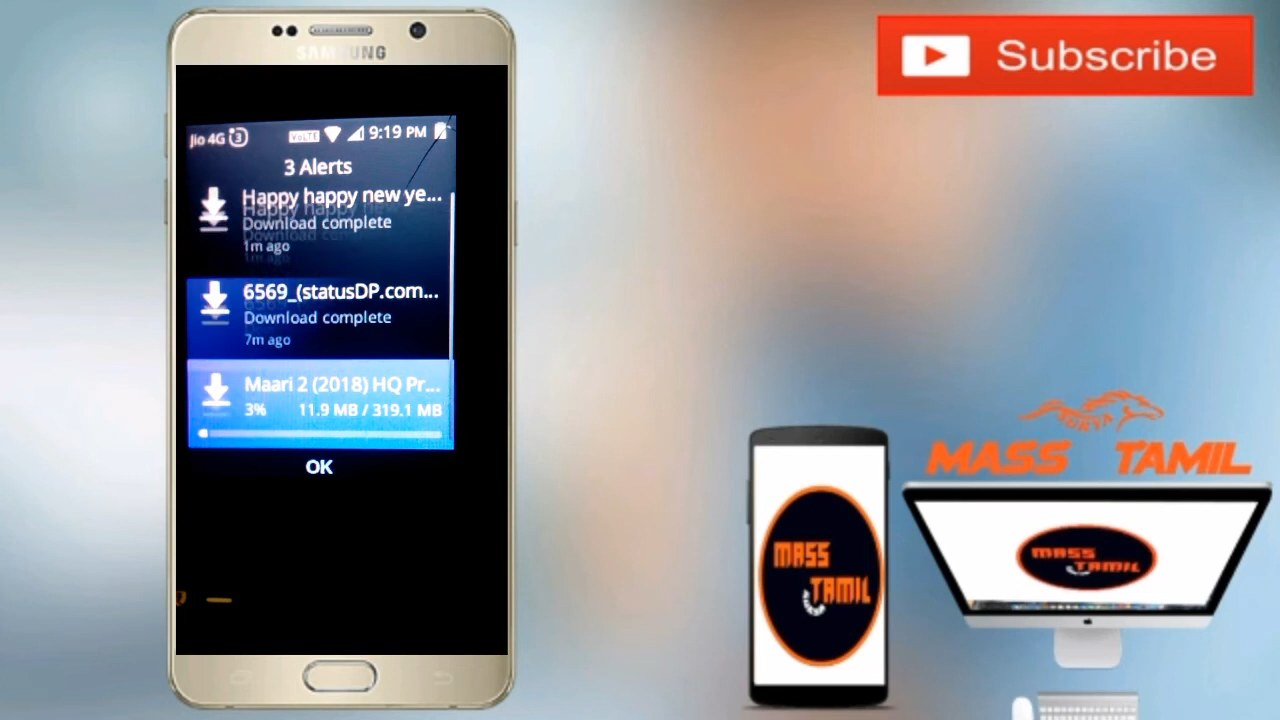 SAMSUNG
Subscribe
Jio 4G 3 VoLTE 9:19 PM
3 Alerts
Happy happy new ye...
Download complete
1m ago
6569_(statusDP.com...
Download complete
7m ago
Maari 2 (2018) HQ Pr...
3% 11.9 MB / 319.1 MB
OK
MASS TAMIL
MASS
TAMIL
MASS
TAMIL